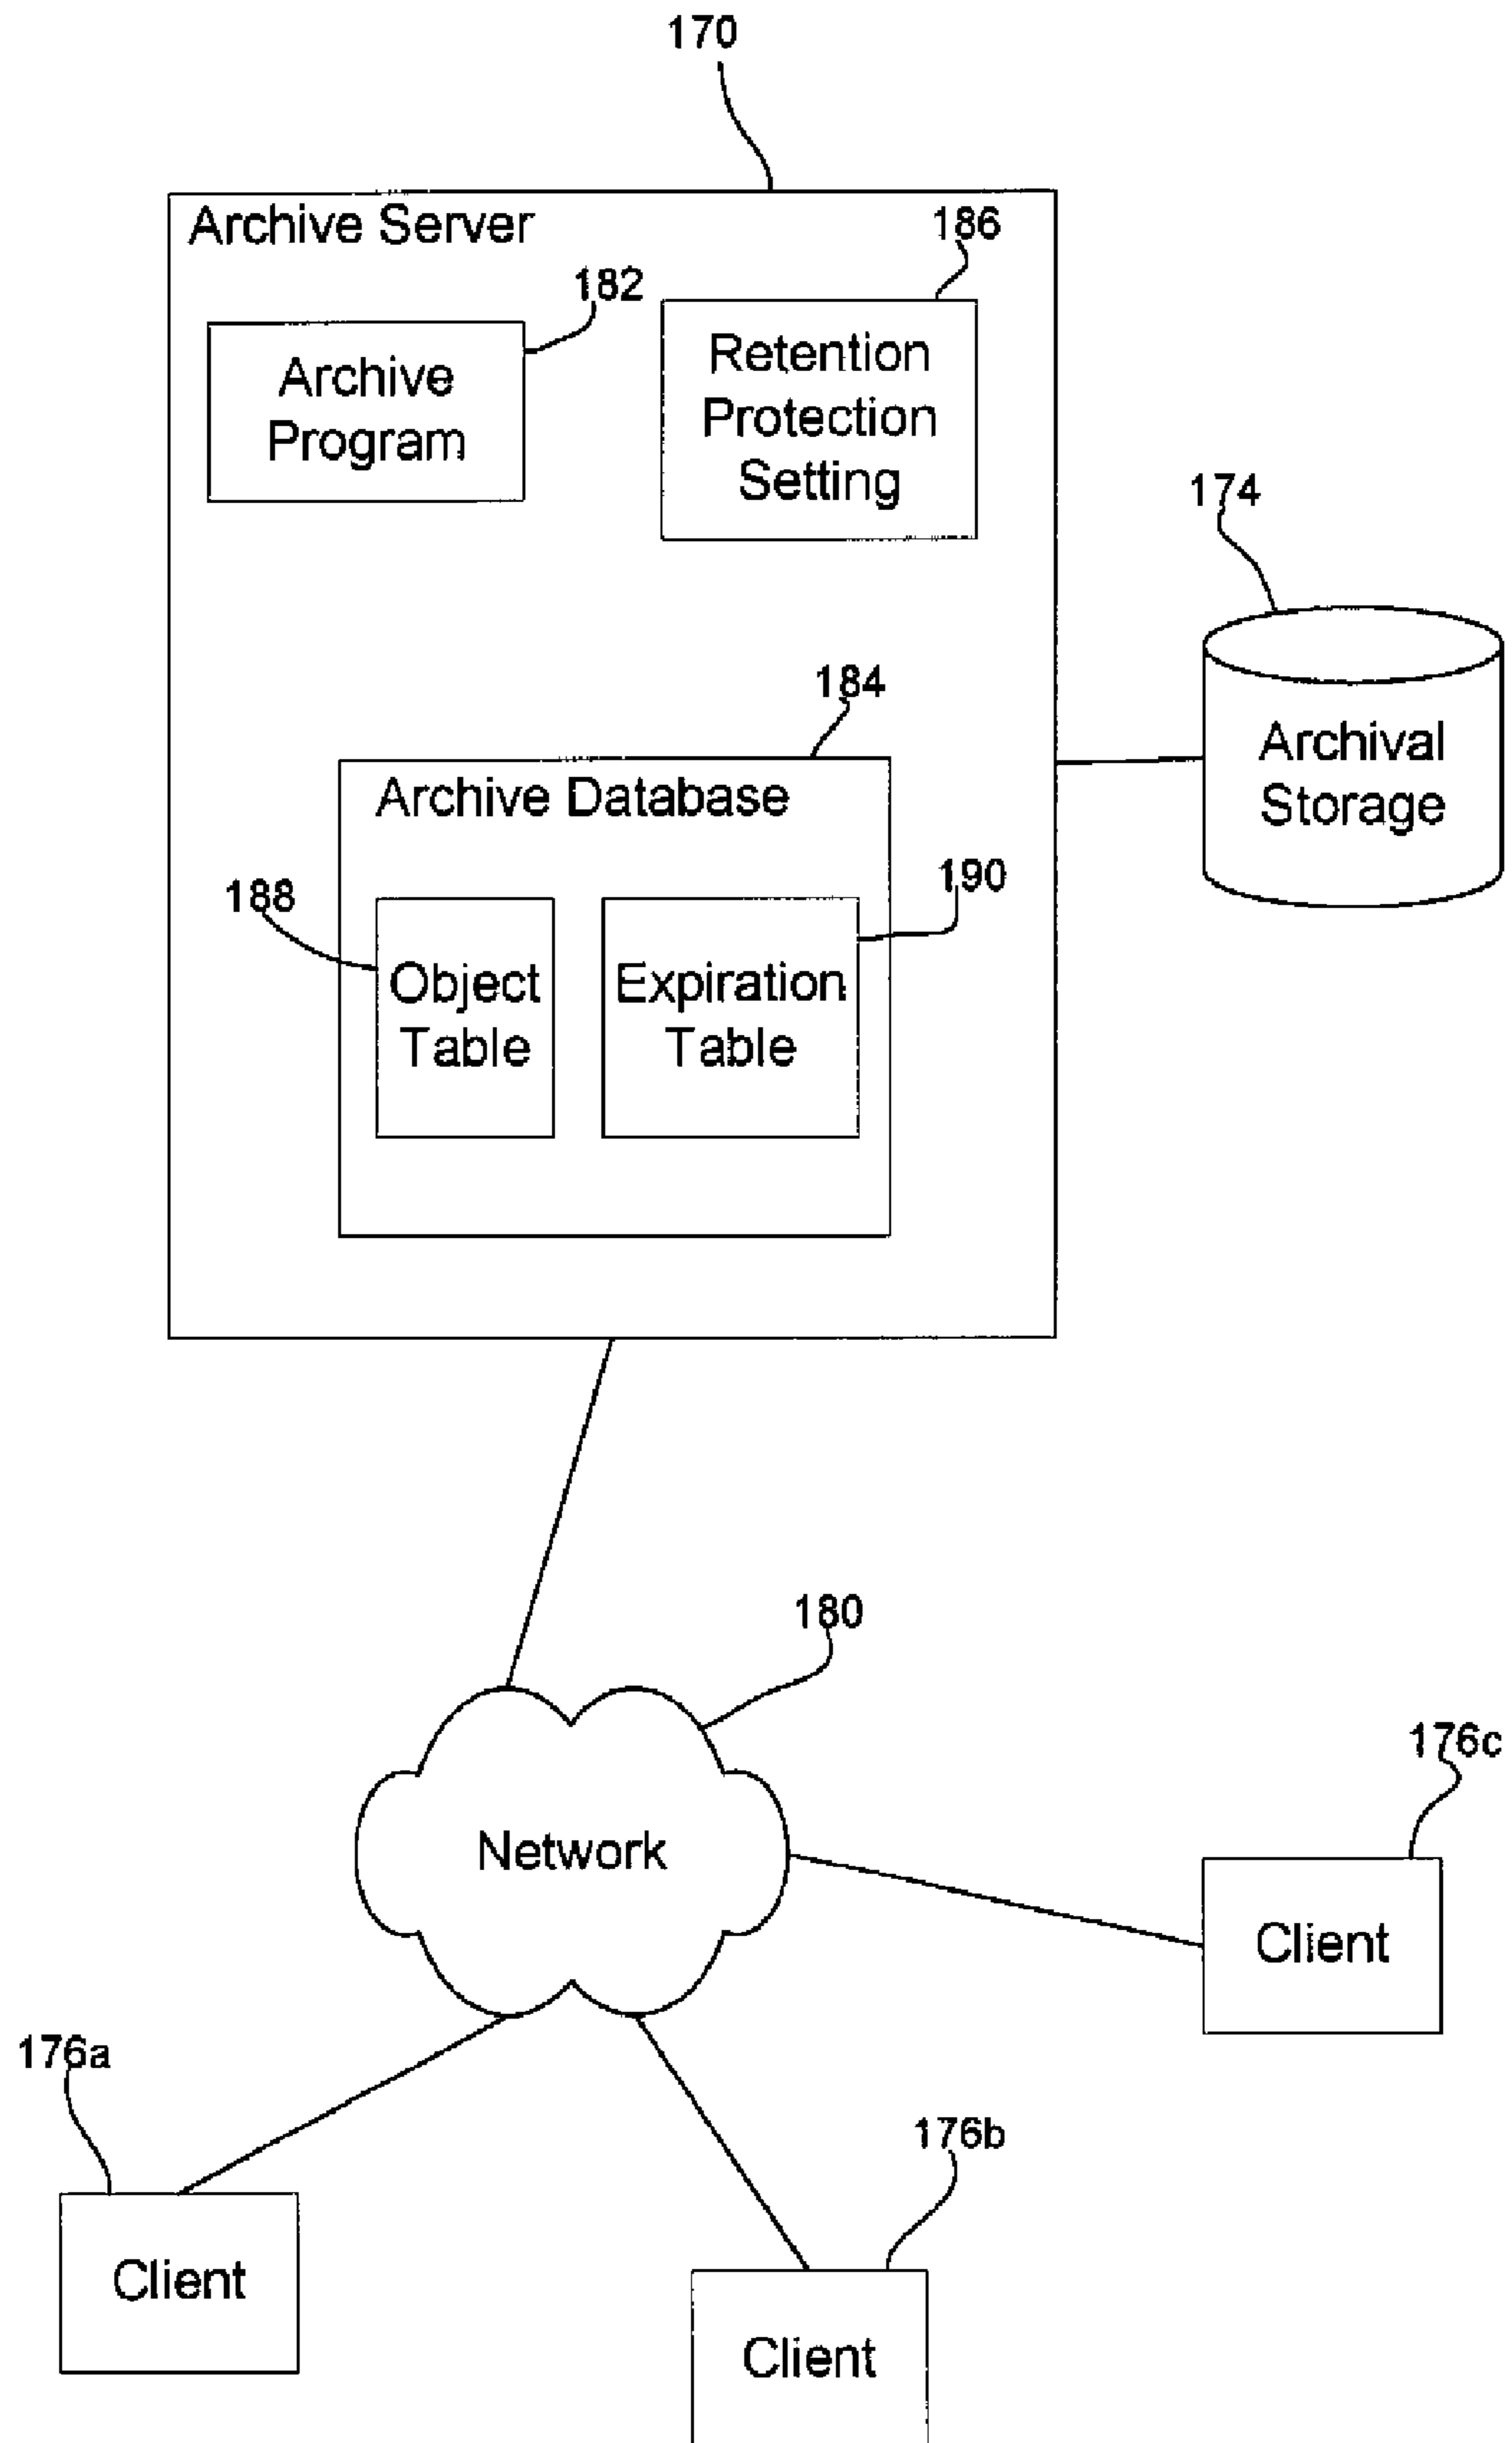 170
Archive Server
186
182
Archive
Program
Retention
Protection
Setting
174
Archival
Storage
184
Archive Database
188
190
Object
Table
Expiration
Table
180
Network
176c
Client
176a
Client
176b
Client